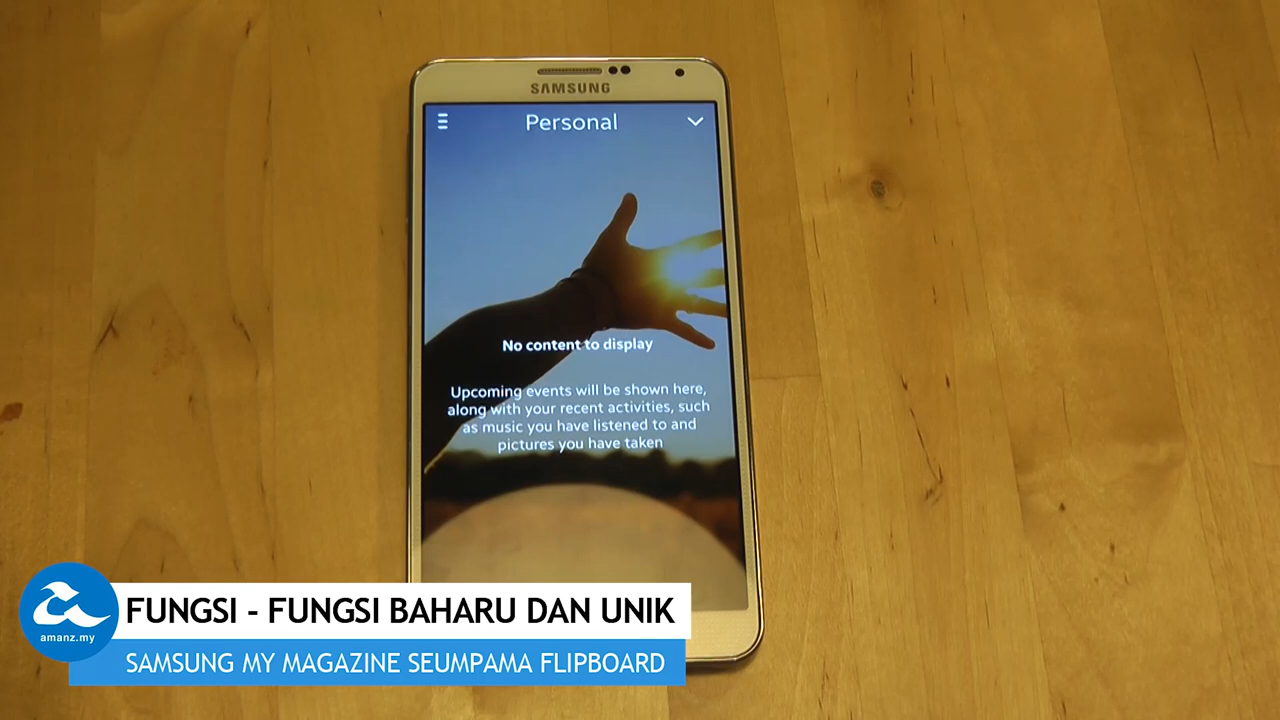 SAMSUNG
Personal
No content to display
Upcoming events will be shown here,
along with your recent activities, such
as music you have listened to and
pictures you have taken
FUNGSI - FUNGSI BAHARU DAN UNIK
amanz.my
SAMSUNG MY MAGAZINE SEUMPAMA FLIPBOARD